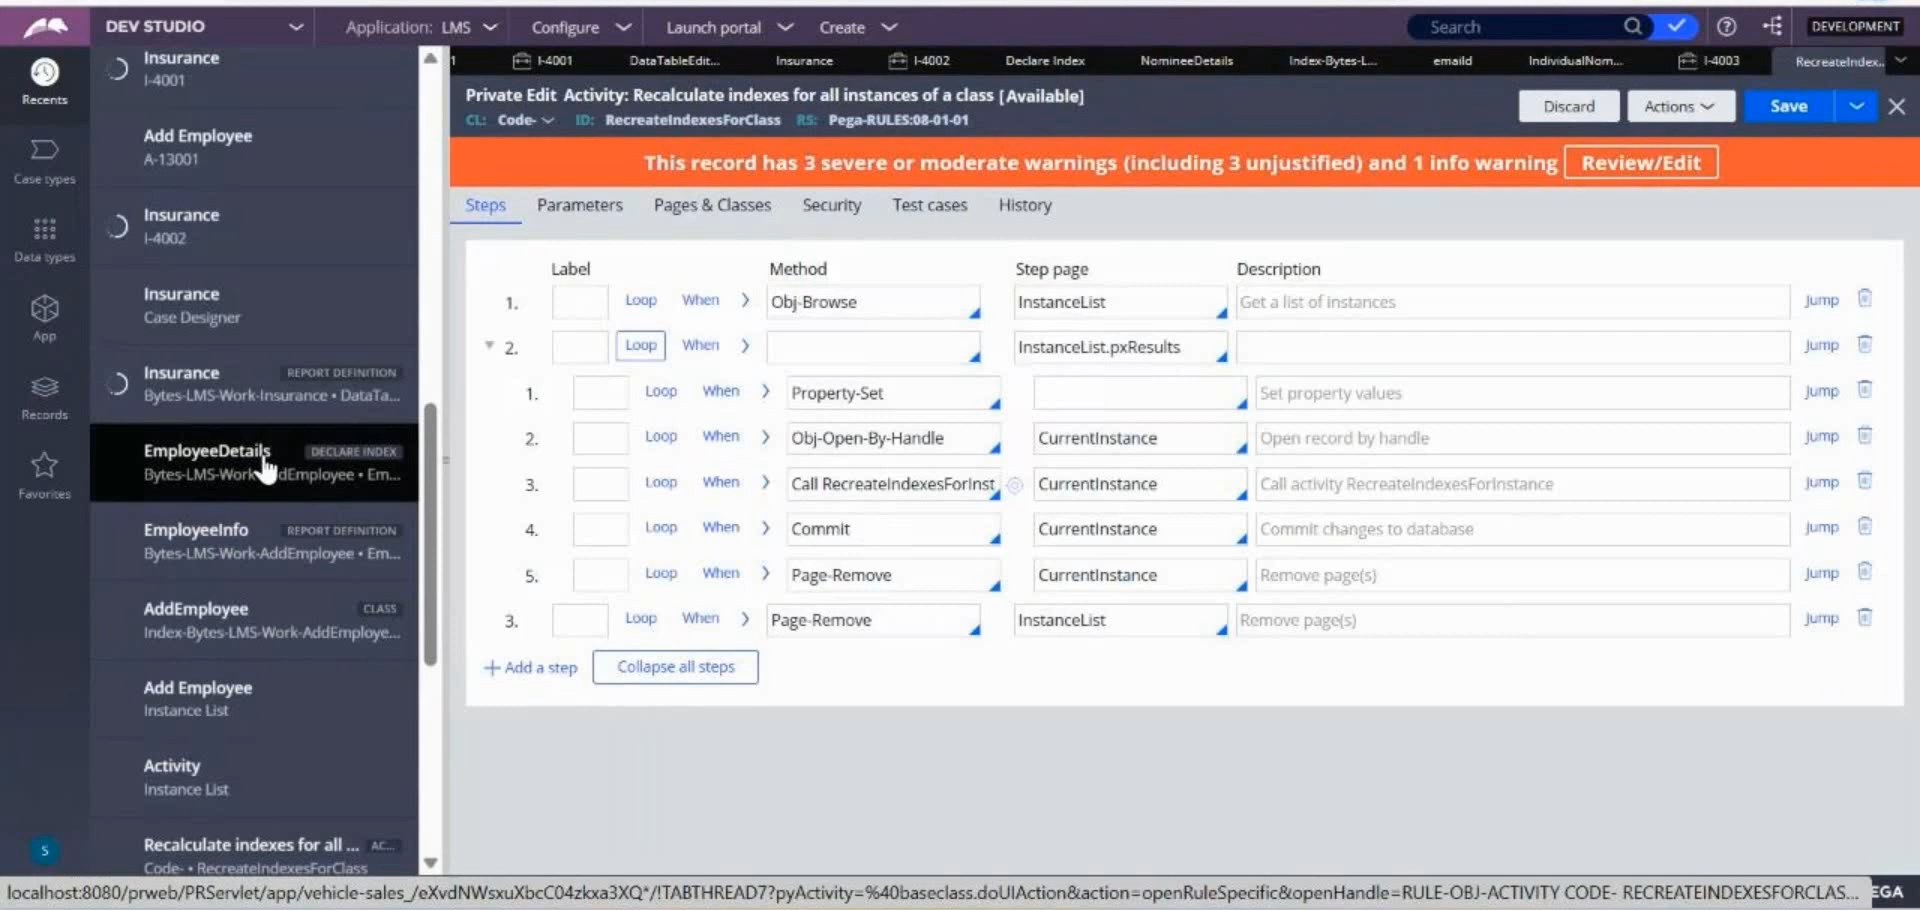 DEV STUDIO
Application: LMS
Configure
Launch portal
Create
Search
DEVELOPMENT
Recents
Case types
Data types
App
Records
Favorites
S
Insurance
I-4001
Add Employee
A-13001
Insurance
I-4002
Insurance
Case Designer
Insurance REPORT DEFINITION
Bytes-LMS-Work-Insurance • DataTa...
EmployeeDetails DECLARE INDEX
EmployeeInfo REPORT DEFINITION
Bytes-LMS-Work-AddEmployee • Em...
AddEmployee CLASS
Index-Bytes-LMS-Work-AddEmploye...
Add Employee
Instance List
Activity
Instance List
Recalculate indexes for all ... AC...
Code- • RecreateIndexesForClass
I-4001
DataTableEdit...
Insurance
I-4002
Declare Index
NomineeDetails
Index-Bytes-L...
emaild
IndividualNom...
I-4003
RecreateIndex..
Private Edit Activity: Recalculate indexes for all instances of a class [Available]
CL: Code- ID: RecreateIndexesForClass RS: Pega-RULES:08-01-01
Discard
Actions
Save
This record has 3 severe or moderate warnings (including 3 unjustified) and 1 info warning Review/Edit
Steps Parameters Pages & Classes Security Test cases History
Label Method Step page Description
1. Loop When Obj-Browse InstanceList Get a list of instances Jump
2. Loop When InstanceList.pxResults Jump
1. Loop When Property-Set Set property values Jump
2. Loop When Obj-Open-By-Handle CurrentInstance Open record by handle Jump
3. Loop When Call RecreateIndexesForInst CurrentInstance Call activity RecreateIndexesForInstance Jump
4. Loop When Commit CurrentInstance Commit changes to database Jump
5. Loop When Page-Remove CurrentInstance Remove page(s) Jump
3. Loop When Page-Remove InstanceList Remove page(s) Jump
+ Add a step
Collapse all steps
localhost:8080/prweb/PRServlet/app/vehicle-sales_/eXvdNWsxuXbcC04zkxa3XQ*/!TABTHREAD7?pyActivity=%40baseclass.doUIAction&action=openRuleSpecific&openHandle=RULE-OBJ-ACTIVITY CODE- RECREATEINDEXESFORCLAS...
EGA